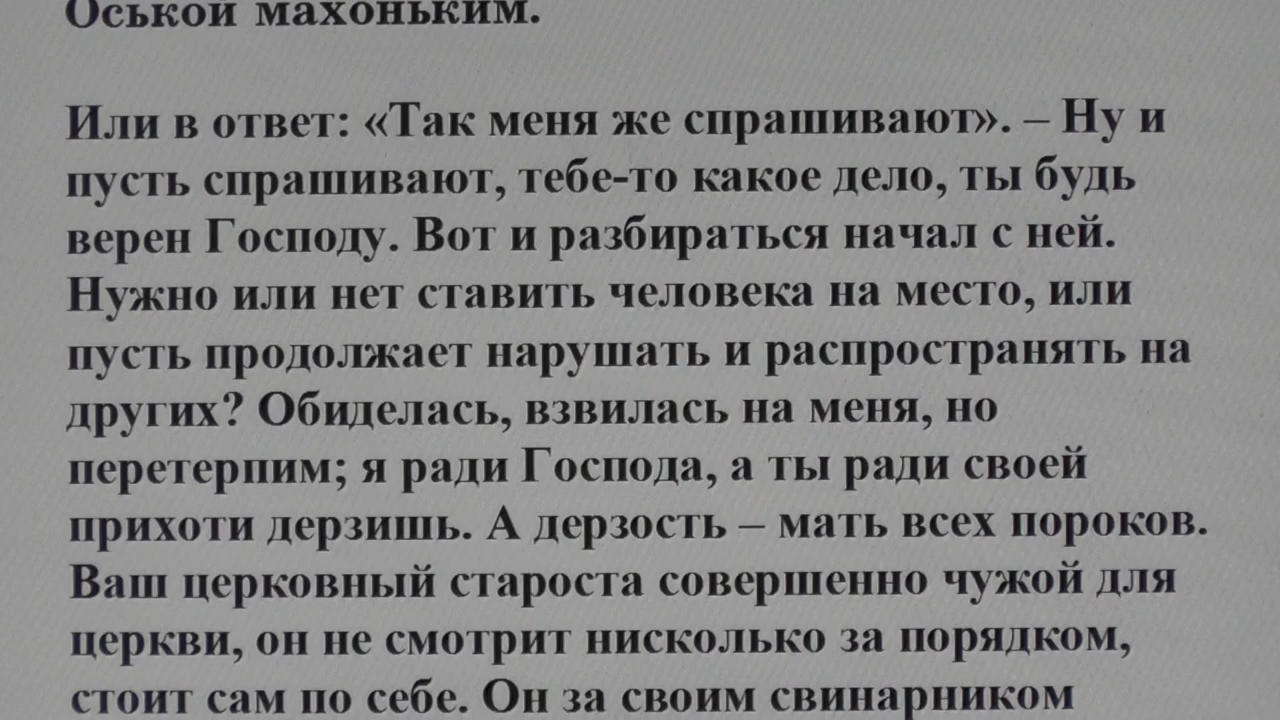 Оськой махоньким.
Или в ответ: «Так меня же спрашивают». – Ну и
пусть спрашивают, тебе-то какое дело, ты будь
верен Господу. Вот и разбираться начал с ней.
Нужно или нет ставить человека на место, или
пусть продолжает нарушать и распространять на
других? Обиделась, взвилась на меня, но
перетерпим; я ради Господа, а ты ради своей
прихоти дерзишь. А дерзость – мать всех пороков.
Ваш церковный староста совершенно чужой для
церкви, он не смотрит нисколько за порядком,
стоит сам по себе. Он за своим свинарником